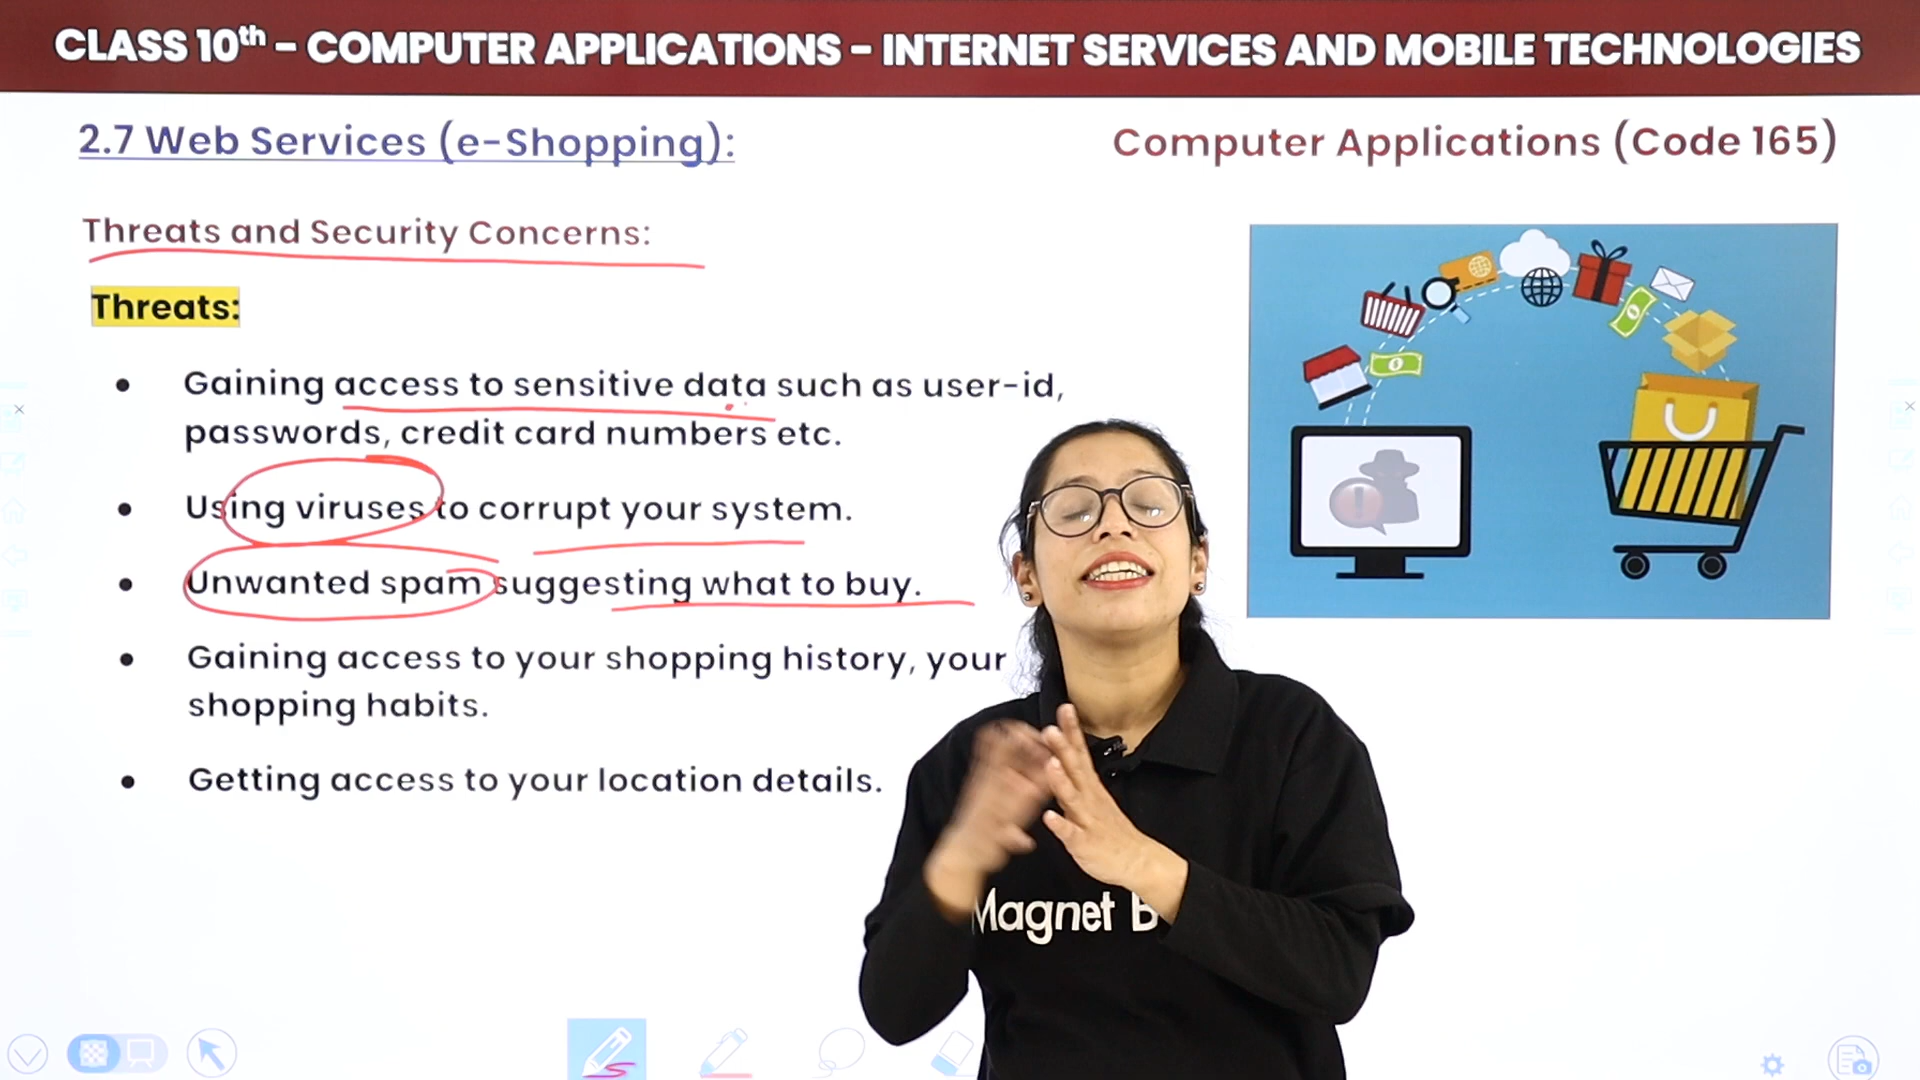 CLASS 10th – COMPUTER APPLICATIONS – INTERNET SERVICES AND MOBILE TECHNOLOGIES
2.7 Web Services (e-Shopping):
Computer Applications (Code 165)
Threats and Security Concerns:
Threats:
• Gaining access to sensitive data such as user-id,
passwords, credit card numbers etc.
• Using viruses to corrupt your system.
• Unwanted spam suggesting what to buy.
• Gaining access to your shopping history, your
shopping habits.
• Getting access to your location details.
Magnet B